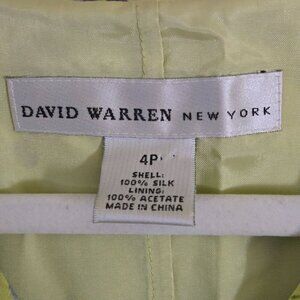 DAVID WARREN NEW YORK
4P
SHELL:
100% SILK
LINING:
100% ACETATE
MADE IN CHINA